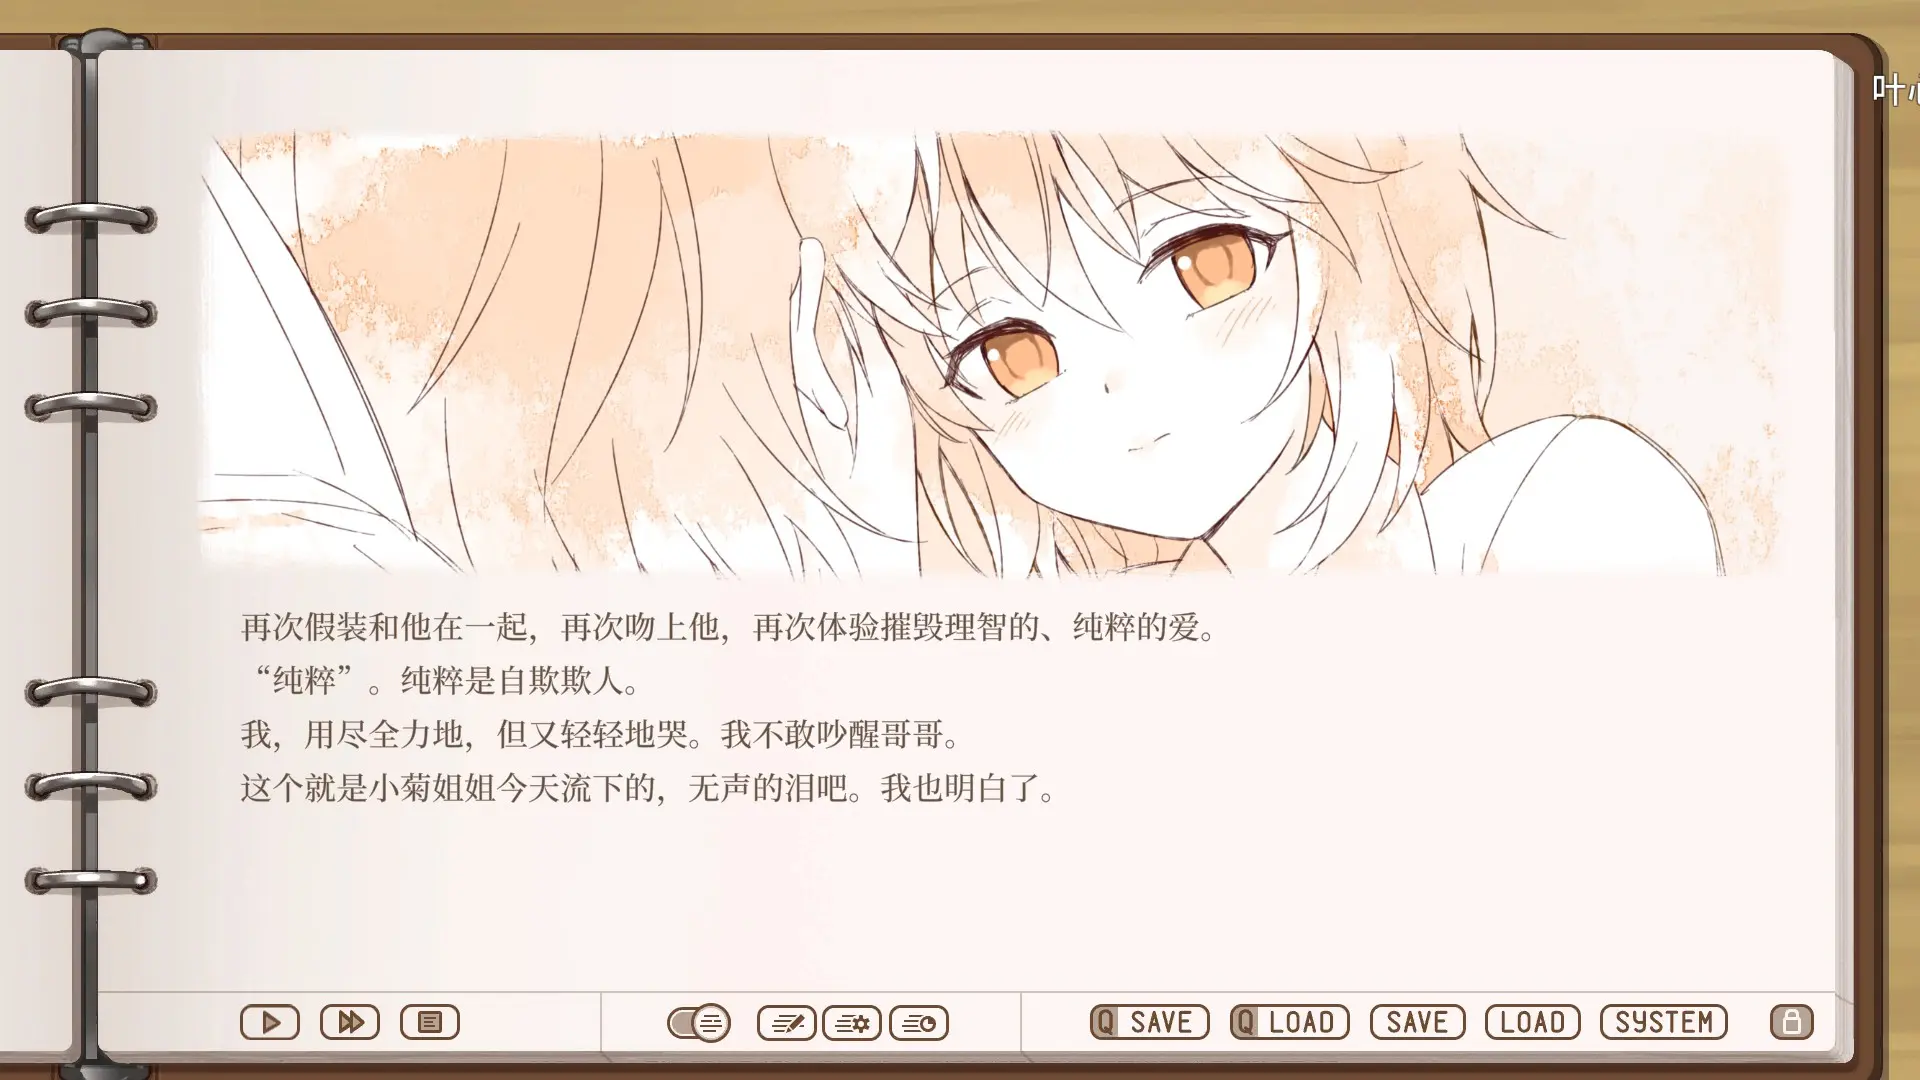 叶心
再次假装和他在一起，再次吻上他，再次体验摧毁理智的、纯粹的爱。
“纯粹”。纯粹是自欺欺人。
我，用尽全力地，但又轻轻地哭。我不敢吵醒哥哥。
这个就是小菊姐姐今天流下的，无声的泪吧。我也明白了。
Q SAVE
Q LOAD
SAVE
LOAD
SYSTEM